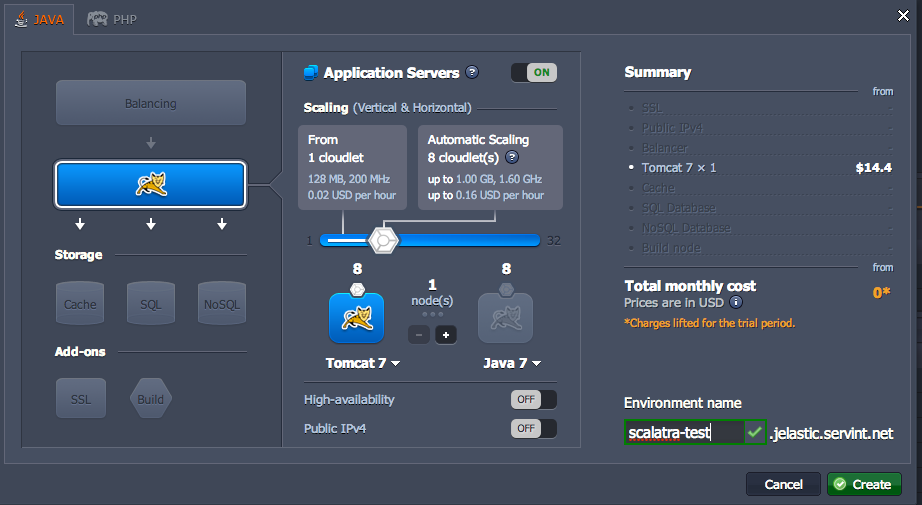 JAVA
PHP
Balancing
Storage
Cache
SQL
NoSQL
Add-ons
SSL
Build
Application Servers ?
ON
Scaling (Vertical & Horizontal)
From
1 cloudlet
128 MB, 200 MHz
0.02 USD per hour
Automatic Scaling
8 cloudlet(s) ?
up to 1.00 GB, 1.60 GHz
up to 0.16 USD per hour
1
32
8
1
node(s)
8
Tomcat 7
Java 7
High-availability
OFF
Public IPv4
OFF
Summary
from
• SSL -
• Public IPv4 -
• Balancer -
• Tomcat 7 × 1 $14.4
• Cache -
• SQL Database -
• NoSQL Database -
• Build node -
from
Total monthly cost 0*
Prices are in USD i
*Charges lifted for the trial period.
Environment name
scalatra-test .jelastic.servint.net
Cancel
Create